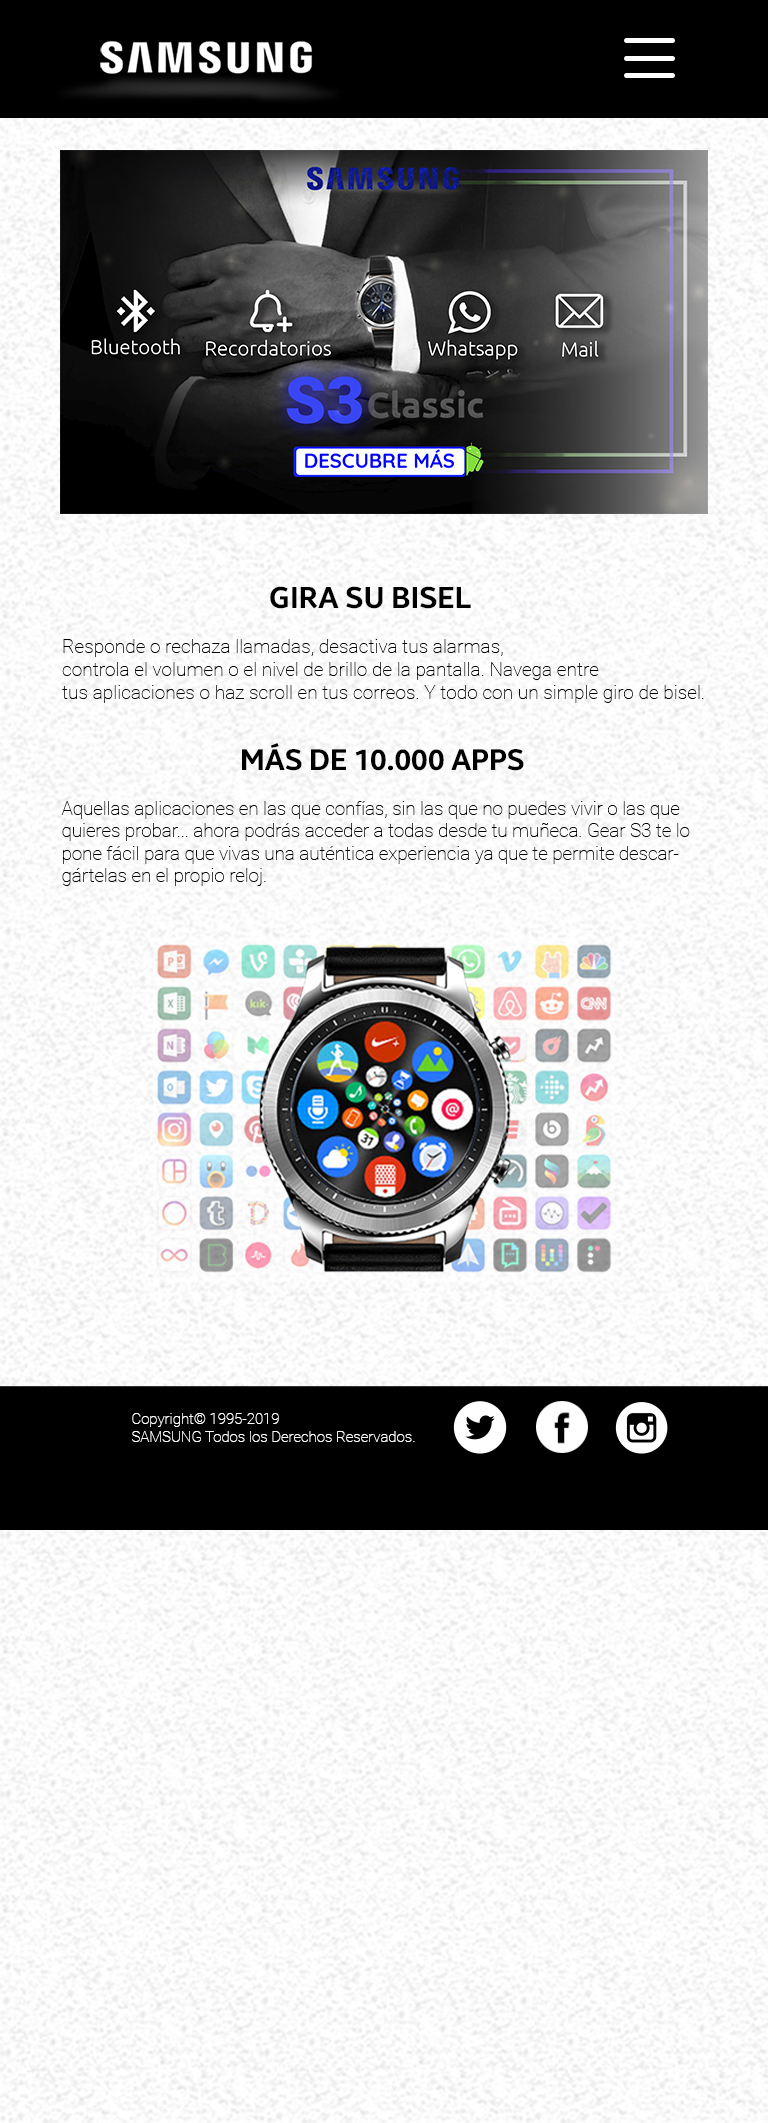 SAMSUNG
SAMSUNG
Bluetooth
Recordatorios
Whatsapp
Mail
S3 Classic
DESCUBRE MÁS
GIRA SU BISEL
Responde o rechaza llamadas, desactiva tus alarmas,
controla el volumen o el nivel de brillo de la pantalla. Navega entre
tus aplicaciones o haz scroll en tus correos. Y todo con un simple giro de bisel.
MÁS DE 10.000 APPS
Aquellas aplicaciones en las que confías, sin las que no puedes vivir o las que
quieres probar... ahora podrás acceder a todas desde tu muñeca. Gear S3 te lo
pone fácil para que vivas una auténtica experiencia ya que te permite descar-
gártelas en el propio reloj.
kik
CNN
31
Copyright© 1995-2019
SAMSUNG Todos los Derechos Reservados.